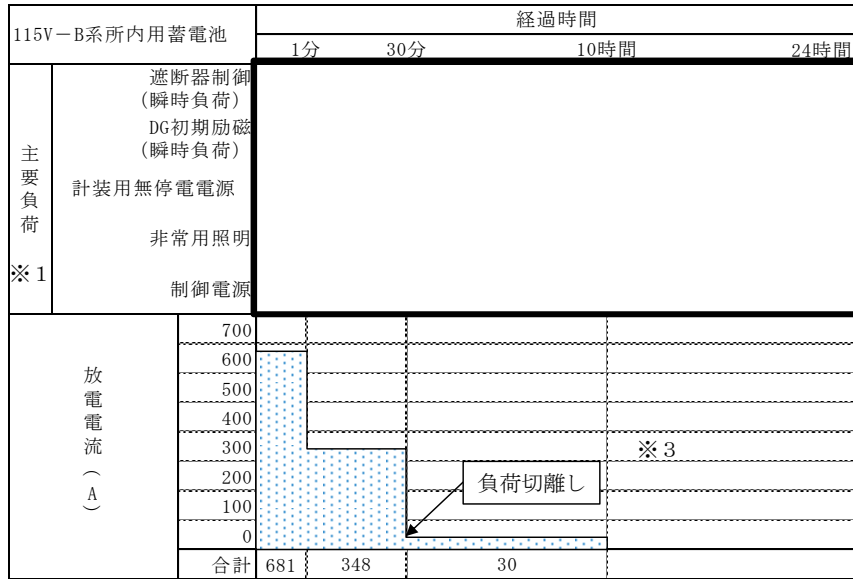 115V-B系所内用蓄電池
経過時間
1分 30分 10時間 24時間
主要負荷
※1
遮断器制御
(瞬時負荷)
DG初期励磁
(瞬時負荷)
計装用無停電電源
非常用照明
制御電源
放電電流(A)
700
600
500
400
300
200
100
0
※3
負荷切離し
合計 681 348 30